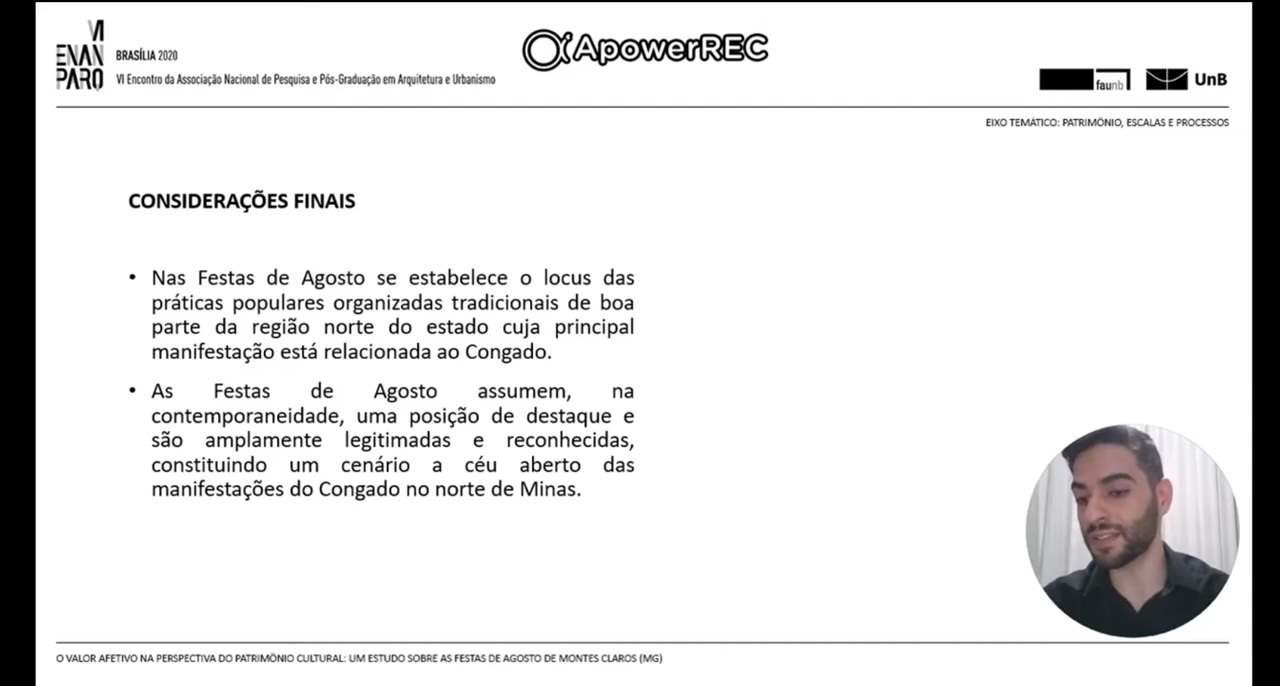 VI
ENAN
PARQ
BRASÍLIA 2020
VI Encontro da Associação Nacional de Pesquisa e Pós-Graduação em Arquitetura e Urbanismo
ApowerREC
faunb
UnB
EIXO TEMÁTICO: PATRIMÔNIO, ESCALAS E PROCESSOS
CONSIDERAÇÕES FINAIS
• Nas Festas de Agosto se estabelece o locus das
práticas populares organizadas tradicionais de boa
parte da região norte do estado cuja principal
manifestação está relacionada ao Congado.
• As Festas de Agosto assumem, na
contemporaneidade, uma posição de destaque e
são amplamente legitimadas e reconhecidas,
constituindo um cenário a céu aberto das
manifestações do Congado no norte de Minas.
O VALOR AFETIVO NA PERSPECTIVA DO PATRIMÔNIO CULTURAL: UM ESTUDO SOBRE AS FESTAS DE AGOSTO DE MONTES CLAROS (MG)